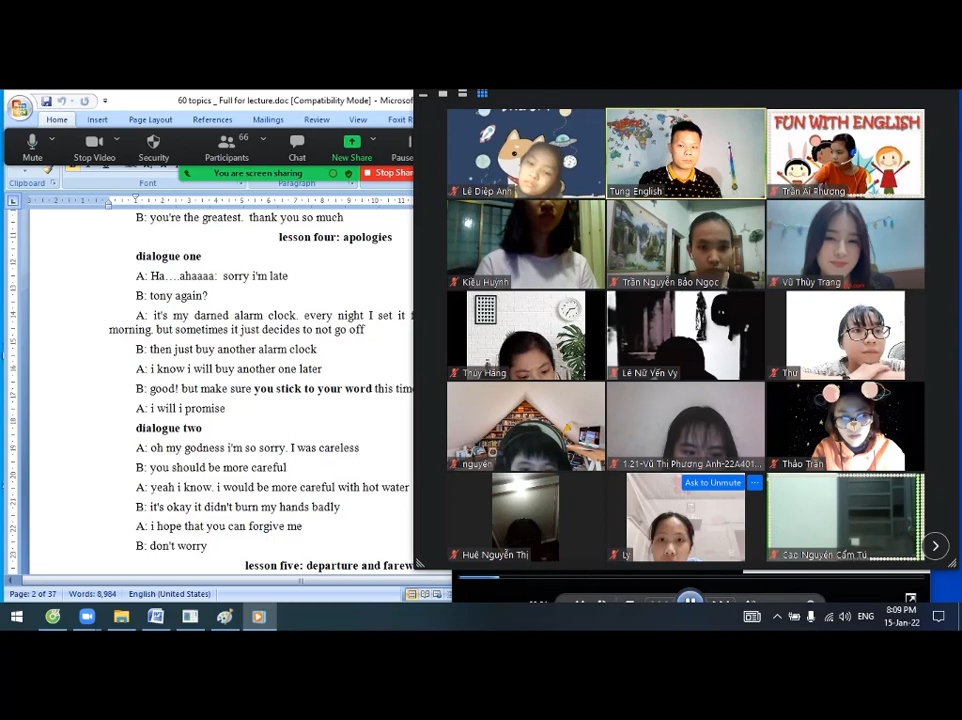 60 topics _ Full for lecture.doc [Compatibility Mode] - Microsof
Home Insert Page Layout References Mailings Review View Foxit R
66
Mute Stop Video Security Participants Chat New Share Pause
You are screen sharing Stop Shar
Clipboard Font Paragraph
B: you're the greatest. thank you so much
lesson four: apologies
dialogue one
A: Ha….ahaaaa: sorry i'm late
B: tony again?
A: it's my darned alarm clock. every night I set it f
morning. but sometimes it just decides to not go off
B: then just buy another alarm clock
A: i know i will buy another one later
B: good! but make sure you stick to your word this time
A: i will i promise
dialogue two
A: oh my godness i'm so sorry. I was careless
B: you should be more careful
A: yeah i know. i would be more careful with hot water
B: it's okay it didn't burn my hands badly
A: i hope that you can forgive me
B: don't worry
lesson five: departure and farew
Page: 2 of 37 Words: 8,984 English (United States)
FUN WITH ENGLISH
Lê Diệp Anh Tung English Trần Ái Phương
Kiều Huỳnh Trần Nguyễn Bảo Ngọc Vũ Thùy Trang
Thuý Hằng Lê Nữ Yến Vy Thư
nguyên 1 21-Vũ Thị Phương Anh-22A401... Thảo Trần
Ask to Unmute ...
Huệ Nguyễn Thị Ly Cao Nguyên Cẩm Tú
ENG
8:09 PM
15-Jan-22